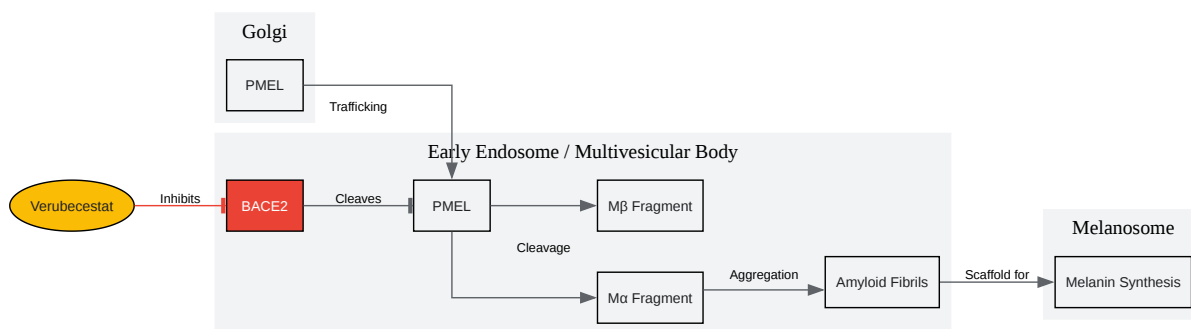 Golgi
PMEL
Trafficking
Early Endosome / Multivesicular Body
Verubecestat
Inhibits
BACE2
Cleaves
PMEL
Mβ Fragment
Cleavage
Mα Fragment
Aggregation
Amyloid Fibrils
Scaffold for
Melanosome
Melanin Synthesis